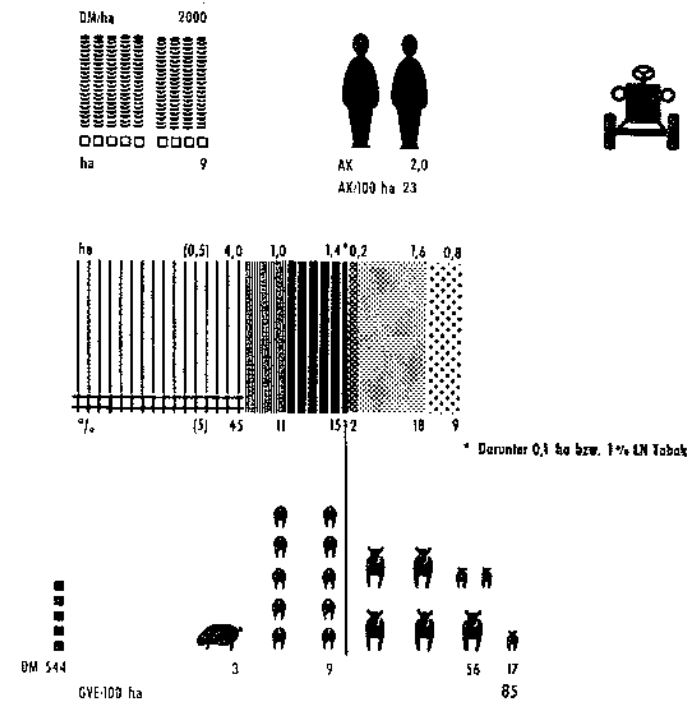 DM/ha 2000
ha 9
AK 2,0
AK/100 ha 23
ha (0,5) 4,0 1,0 1,4* 0,2 1,6 0,8
% (5) 45 11 15* 2 18 9
* Darunter 0,1 ha bzw. 1% LN Tabak
DM 544 3 9 56 17
GVE/100 ha 85